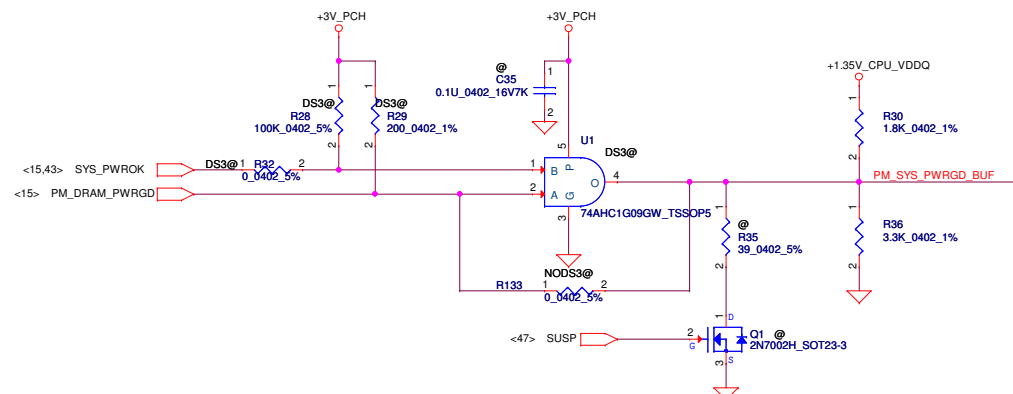 +3V_PCH
+3V_PCH
+1.35V_CPU_VDDQ
@
C35
0.1U_0402_16V7K
1
2
1
DS3@
R28
100K_0402_5%
2
1
DS3@
R29
200_0402_1%
2
1
R30
1.8K_0402_1%
2
U1
DS3@
5
P
1
B
2
A
O
4
G
3
74AHC1G09GW_TSSOP5
<15,43> SYS_PWROK
DS3@
1
R32
2
0_0402_5%
<15> PM_DRAM_PWRGD
PM_SYS_PWRGD_BUF
1
@
R35
39_0402_5%
2
1
R36
3.3K_0402_1%
2
NODS3@
R133
1
2
0_0402_5%
<47> SUSP
1
D
2
G
Q1
@
2N7002H_SOT23-3
3
S